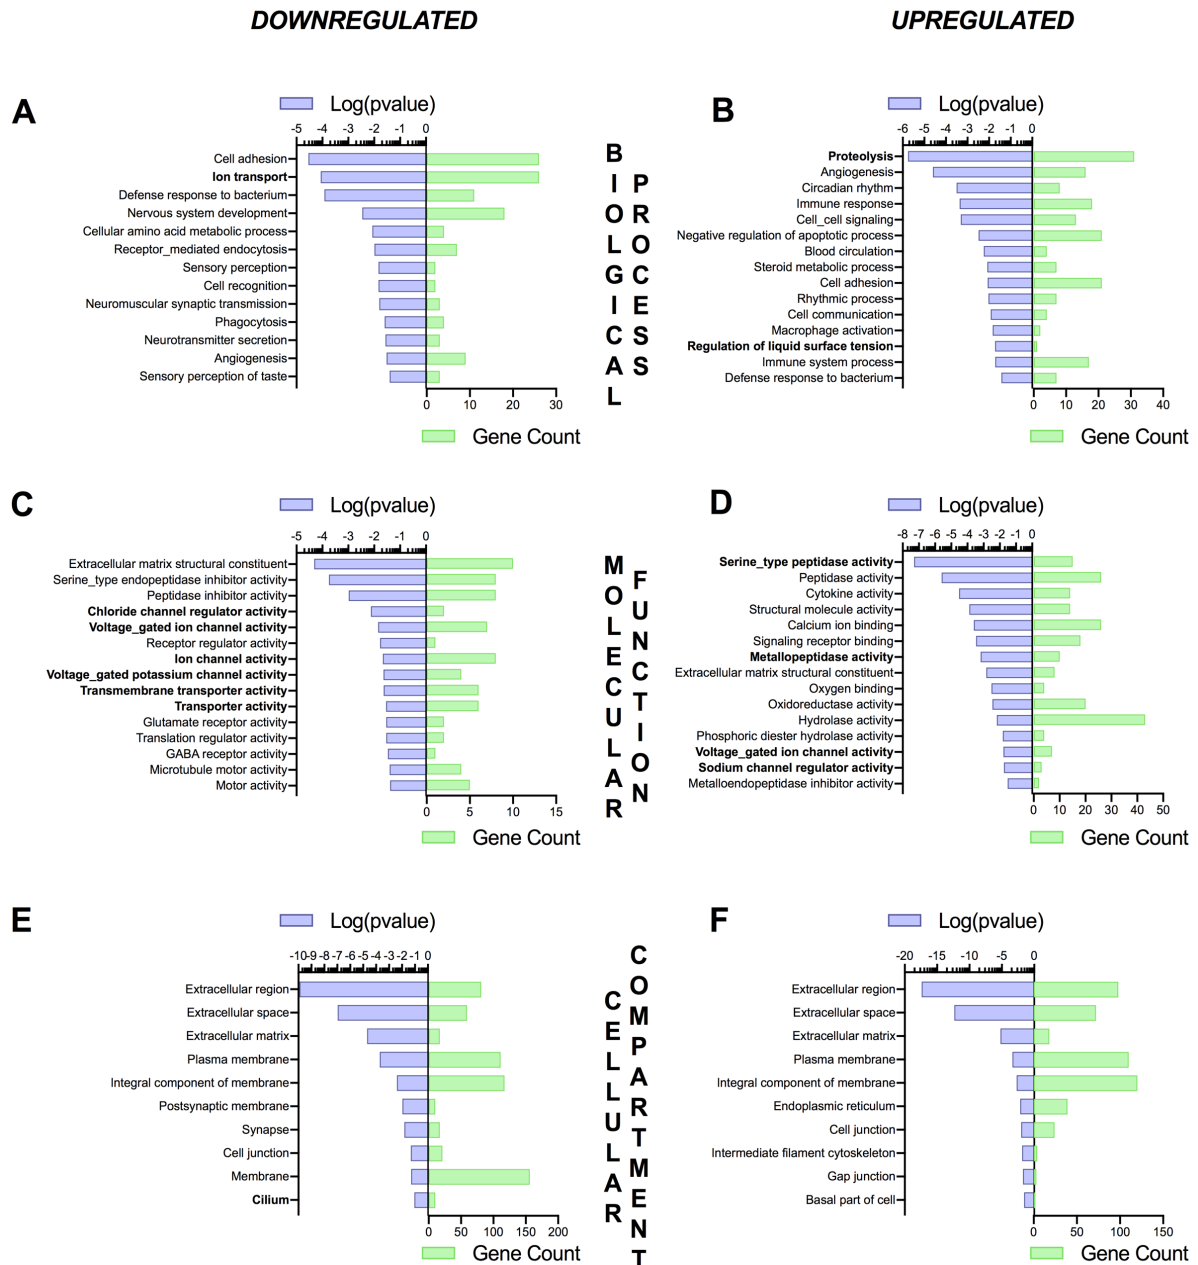 DOWNREGULATED
UPREGULATED
A
Log(pvalue)
-5 -4 -3 -2 -1 0
Cell adhesion
Ion transport
Defense response to bacterium
Nervous system development
Cellular amino acid metabolic process
Receptor_mediated endocytosis
Sensory perception
Cell recognition
Neuromuscular synaptic transmission
Phagocytosis
Neurotransmitter secretion
Angiogenesis
Sensory perception of taste
0 10 20 30
Gene Count
BIOLGICAL
PROCESS
B
Log(pvalue)
-6 -5 -4 -3 -2 -1 0
Proteolysis
Angiogenesis
Circadian rhythm
Immune response
Cell_cell signaling
Negative regulation of apoptotic process
Blood circulation
Steroid metabolic process
Cell adhesion
Rhythmic process
Cell communication
Macrophage activation
Regulation of liquid surface tension
Immune system process
Defense response to bacterium
0 10 20 30 40
Gene Count
C
Log(pvalue)
-5 -4 -3 -2 -1 0
Extracellular matrix structural constituent
Serine_type endopeptidase inhibitor activity
Peptidase inhibitor activity
Chloride channel regulator activity
Voltage_gated ion channel activity
Receptor regulator activity
Ion channel activity
Voltage_gated potassium channel activity
Transmembrane transporter activity
Transporter activity
Glutamate receptor activity
Translation regulator activity
GABA receptor activity
Microtubule motor activity
Motor activity
0 5 10 15
Gene Count
MOLECULAR
FUNCTION
D
Log(pvalue)
-8 -7 -6 -5 -4 -3 -2 -1 0
Serine_type peptidase activity
Peptidase activity
Cytokine activity
Structural molecule activity
Calcium ion binding
Signaling receptor binding
Metallopeptidase activity
Extracellular matrix structural constituent
Oxygen binding
Oxidoreductase activity
Hydrolase activity
Phosphoric diester hydrolase activity
Voltage_gated ion channel activity
Sodium channel regulator activity
Metalloendopeptidase inhibitor activity
0 10 20 30 40 50
Gene Count
E
Log(pvalue)
-10 -9 -8 -7 -6 -5 -4 -3 -2 -1 0
Extracellular region
Extracellular space
Extracellular matrix
Plasma membrane
Integral component of membrane
Postsynaptic membrane
Synapse
Cell junction
Membrane
Cilium
0 50 100 150 200
Gene Count
CELLULAR
COMPARTMENT
F
Log(pvalue)
-20 -15 -10 -5 0
Extracellular region
Extracellular space
Extracellular matrix
Plasma membrane
Integral component of membrane
Endoplasmic reticulum
Cell junction
Intermediate filament cytoskeleton
Gap junction
Basal part of cell
0 50 100 150
Gene Count